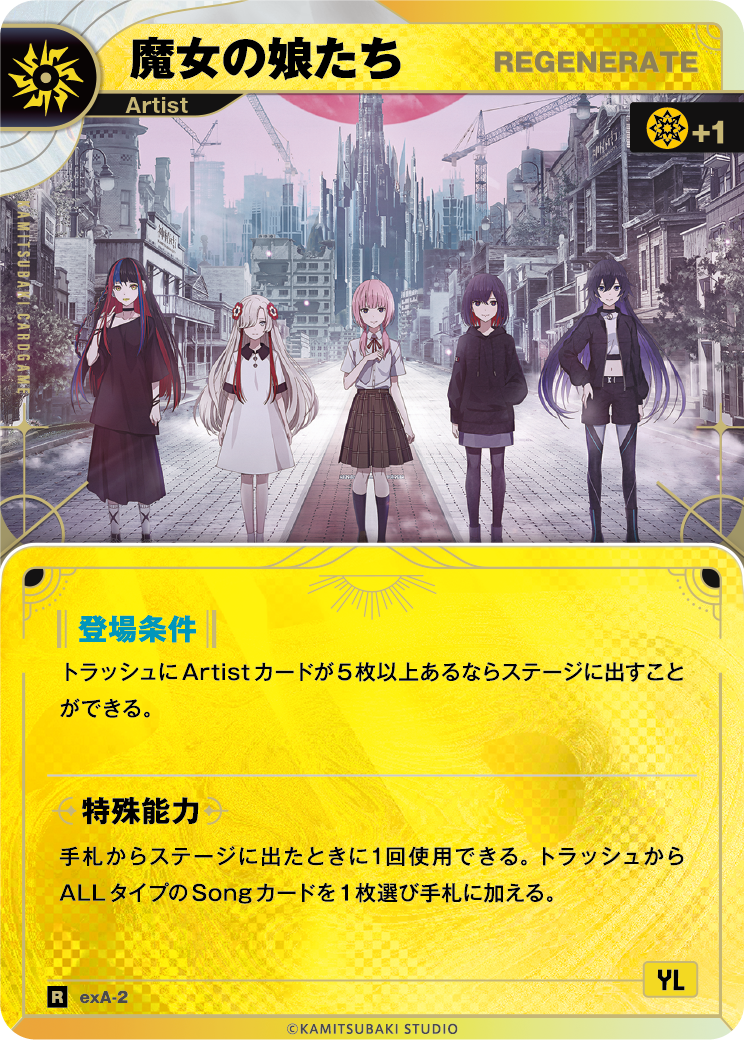 魔女の娘たち
REGENERATE
Artist
+1
KAMITSUBAKI CARDGAME
登場条件
トラッシュにArtistカードが5枚以上あるならステージに出すこと
ができる。
特殊能力
手札からステージに出たときに1回使用できる。トラッシュから
ALLタイプのSongカードを1枚選び手札に加える。
YL
R exA-2
©KAMITSUBAKI STUDIO